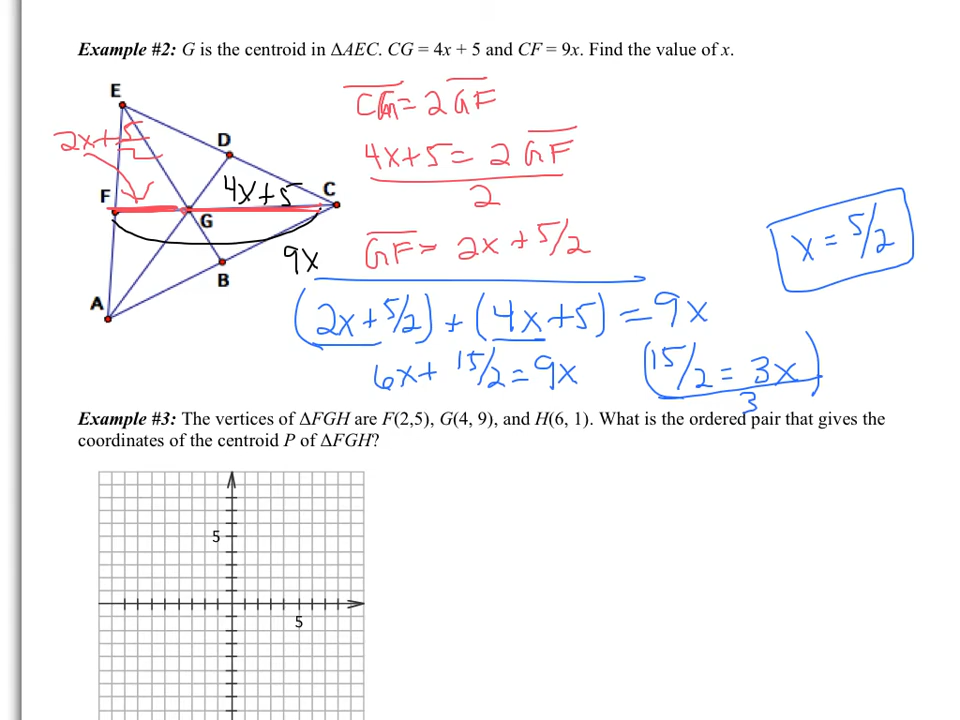 Example #2: G is the centroid in ΔAEC. CG = 4x + 5 and CF = 9x. Find the value of x.
E
2x+5/2
D
F
4x+5
C
G
9x
B
A
CG = 2GF
4x+5 = 2GF
2
GF = 2x + 5/2
x = 5/2
(2x + 5/2) + (4x+5) = 9x
6x + 15/2 = 9x
(15/2 = 3x)
3
Example #3: The vertices of ΔFGH are F(2,5), G(4, 9), and H(6, 1). What is the ordered pair that gives the
coordinates of the centroid P of ΔFGH?
5
5